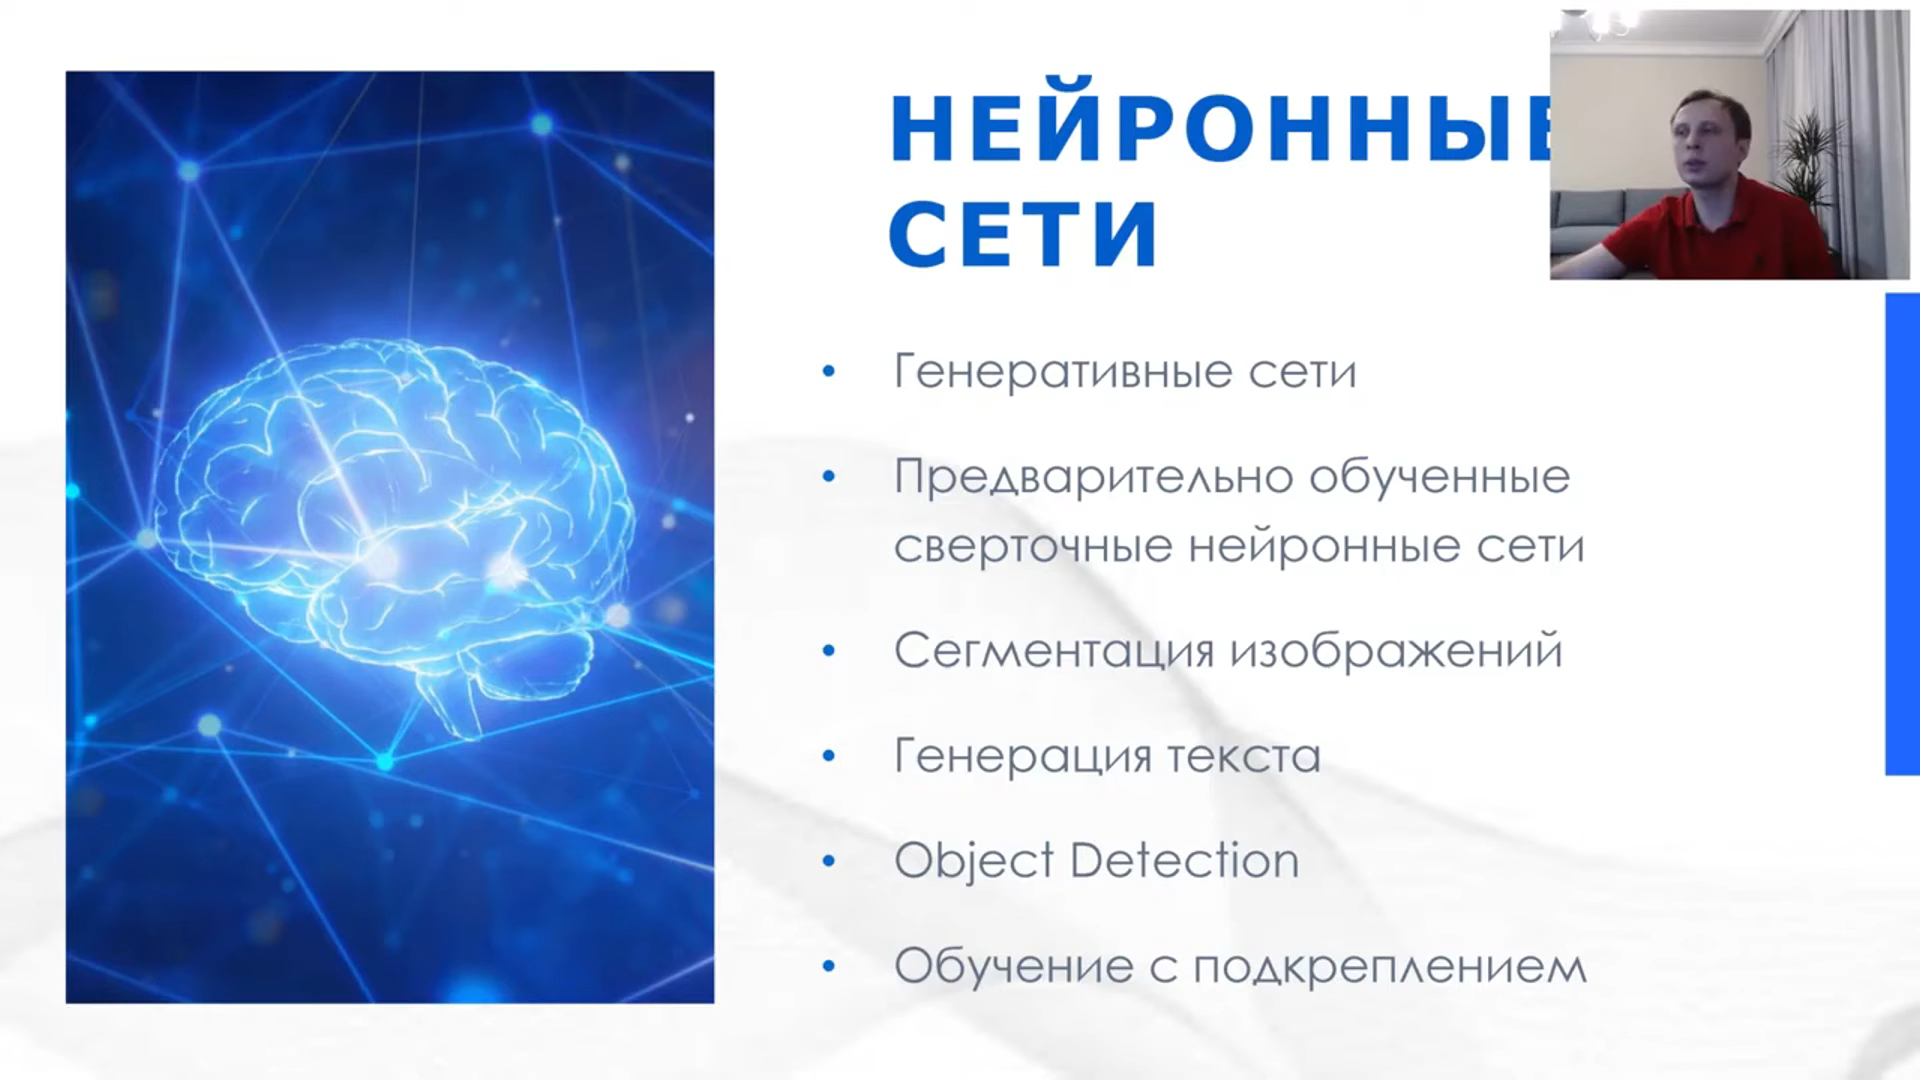 НЕЙРОННЫЕ
СЕТИ
• Генеративные сети
• Предварительно обученные
сверточные нейронные сети
• Сегментация изображений
• Генерация текста
• Object Detection
• Обучение с подкреплением